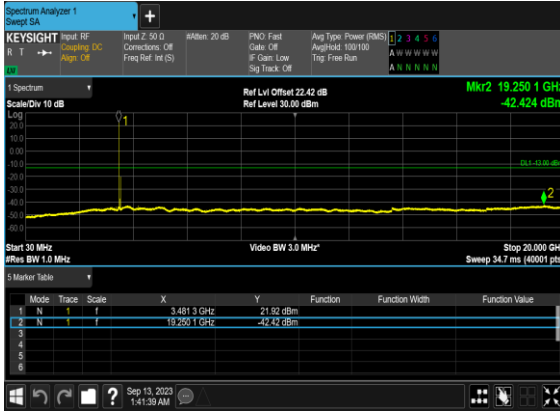 Spectrum Analyzer 1
Swept SA
+
KEYSIGHT Input: RF Input Z: 50 Ω #Atten: 20 dB PNO: Fast Avg Type: Power (RMS) 1 2 3 4 5 6
R T Coupling: DC Corrections: Off Gate: Off Avg|Hold: 100/100 A W W W W W
Align: Off Freq Ref: Int (S) IF Gain: Low Trig: Free Run
Sig Track: Off A N N N N N
1 Spectrum Ref Lvl Offset 22.42 dB Mkr2 19.250 1 GHz
Scale/Div 10 dB Ref Level 30.00 dBm -42.424 dBm
Log
1
20.0
10.0
0.00
-10.0 DL1 -13.00 dBm
-20.0
-30.0
-40.0 2
-50.0
-60.0
Start 30 MHz Video BW 3.0 MHz* Stop 20.000 GH
#Res BW 1.0 MHz Sweep 34.7 ms (40001 pts
5 Marker Table
Mode Trace Scale X Y Function Function Width Function Value
1 N 1 f 3.481 3 GHz 21.92 dBm
2 N 1 f 19.250 1 GHz -42.42 dBm
3
4
5
6
? Sep 13, 2023
1:41:39 AM